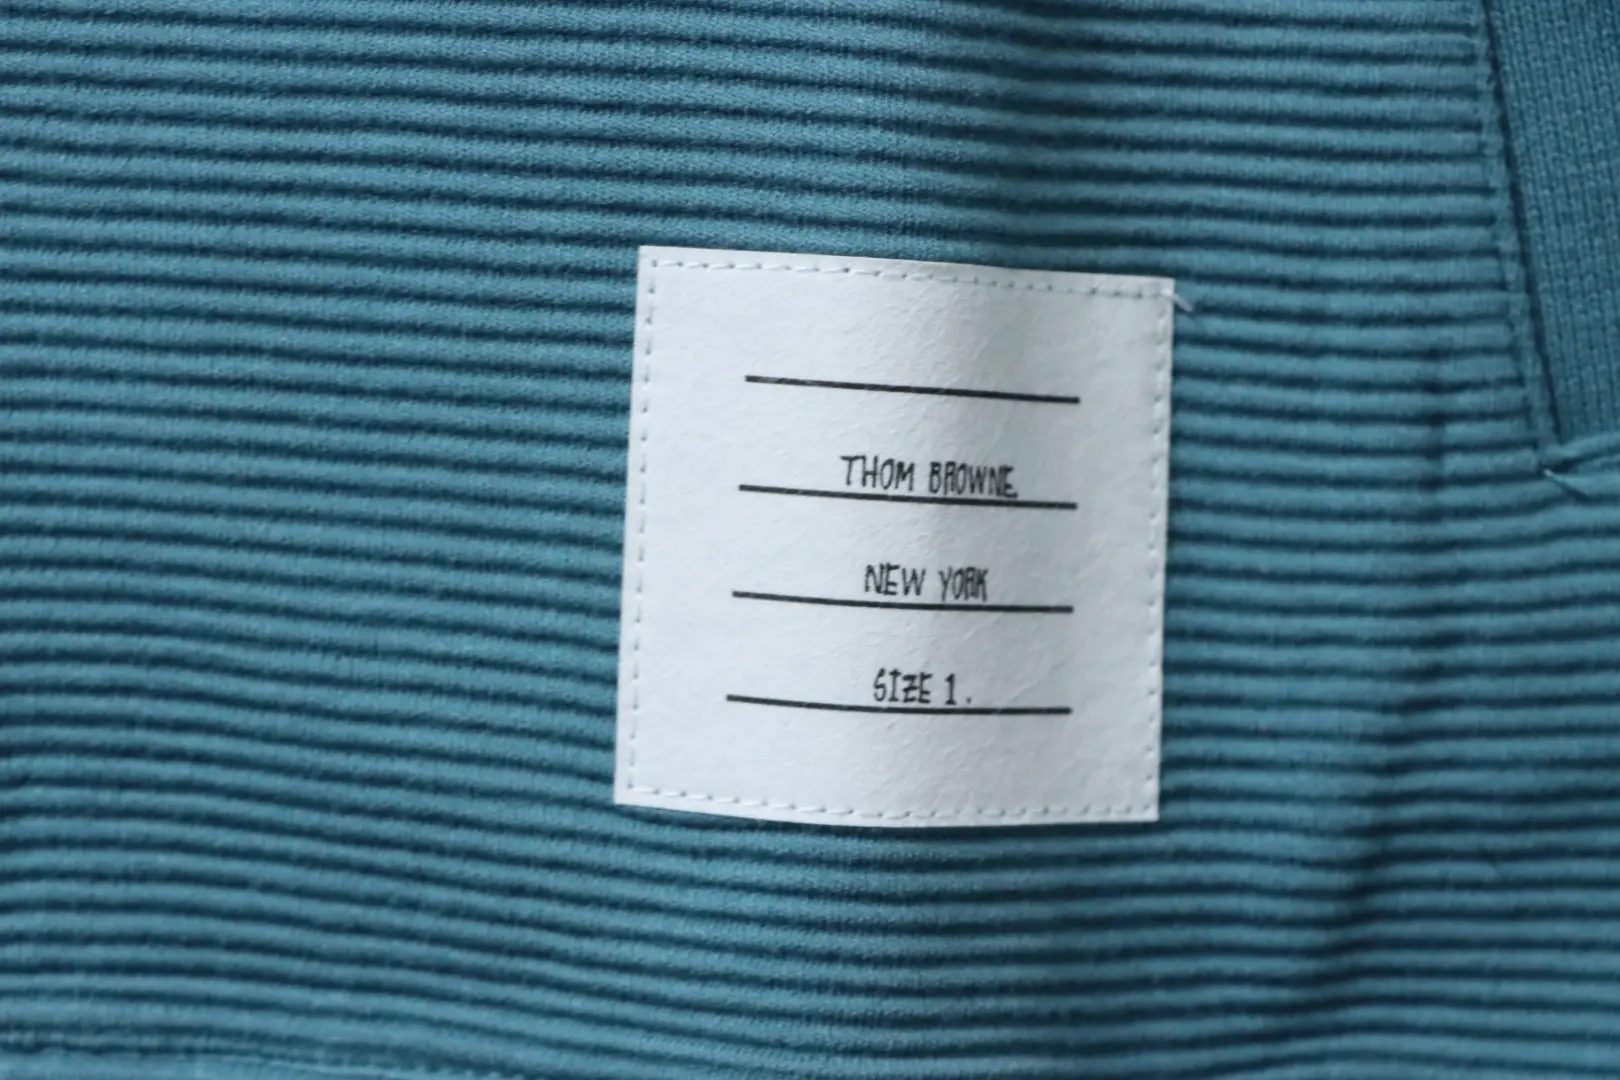 THOM BROWNE
NEW YORK
SIZE 1.